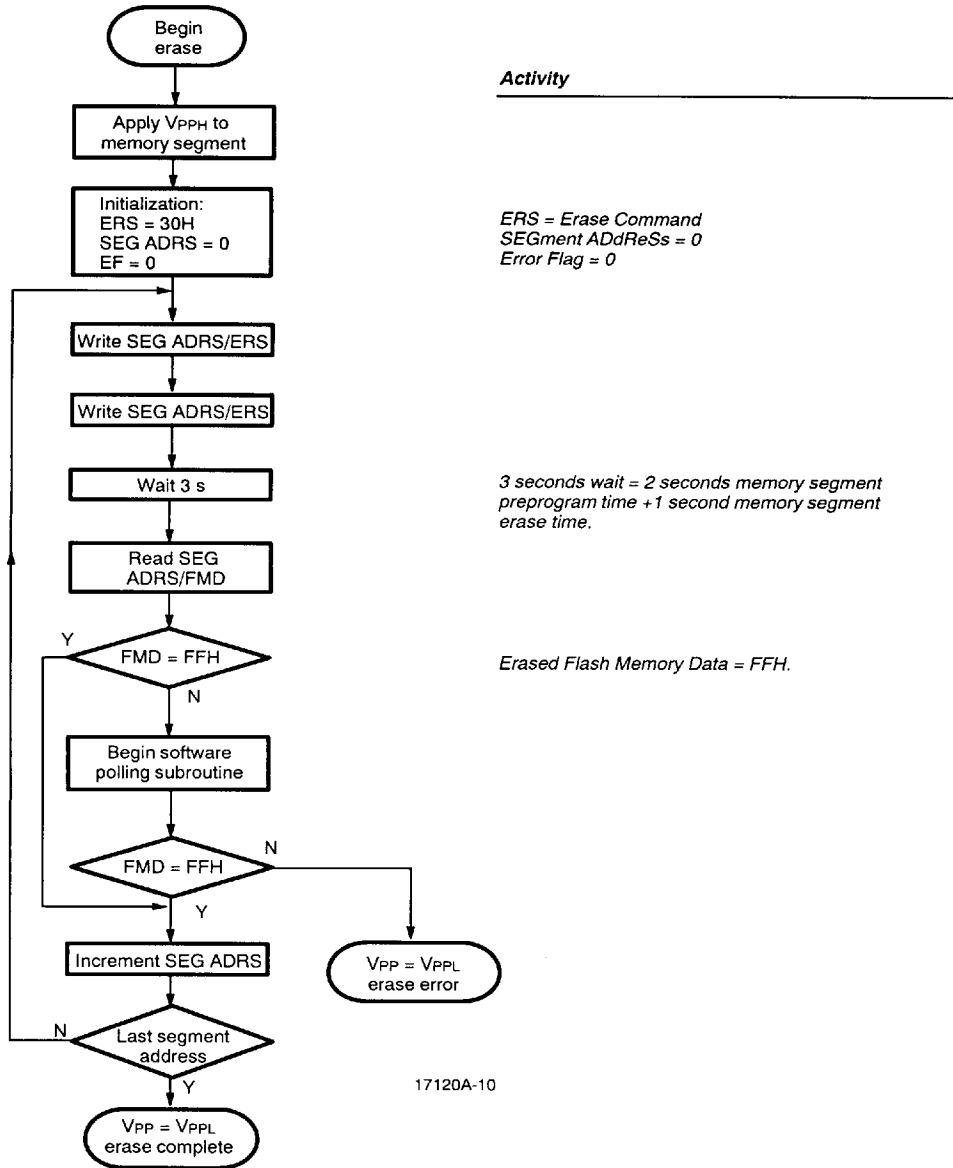 Begin
erase
Activity
Apply VPPH to
memory segment
Initialization:
ERS = 30H
SEG ADRS = 0
EF = 0
ERS = Erase Command
SEGment ADdReSs = 0
Error Flag = 0
Write SEG ADRS/ERS
Write SEG ADRS/ERS
Wait 3 s
3 seconds wait = 2 seconds memory segment
preprogram time +1 second memory segment
erase time.
Read SEG
ADRS/FMD
Y
FMD = FFH
Erased Flash Memory Data = FFH.
N
Begin software
polling subroutine
N
FMD = FFH
Y
Increment SEG ADRS
VPP = VPPL
erase error
N
Last segment
address
Y
17120A-10
VPP = VPPL
erase complete